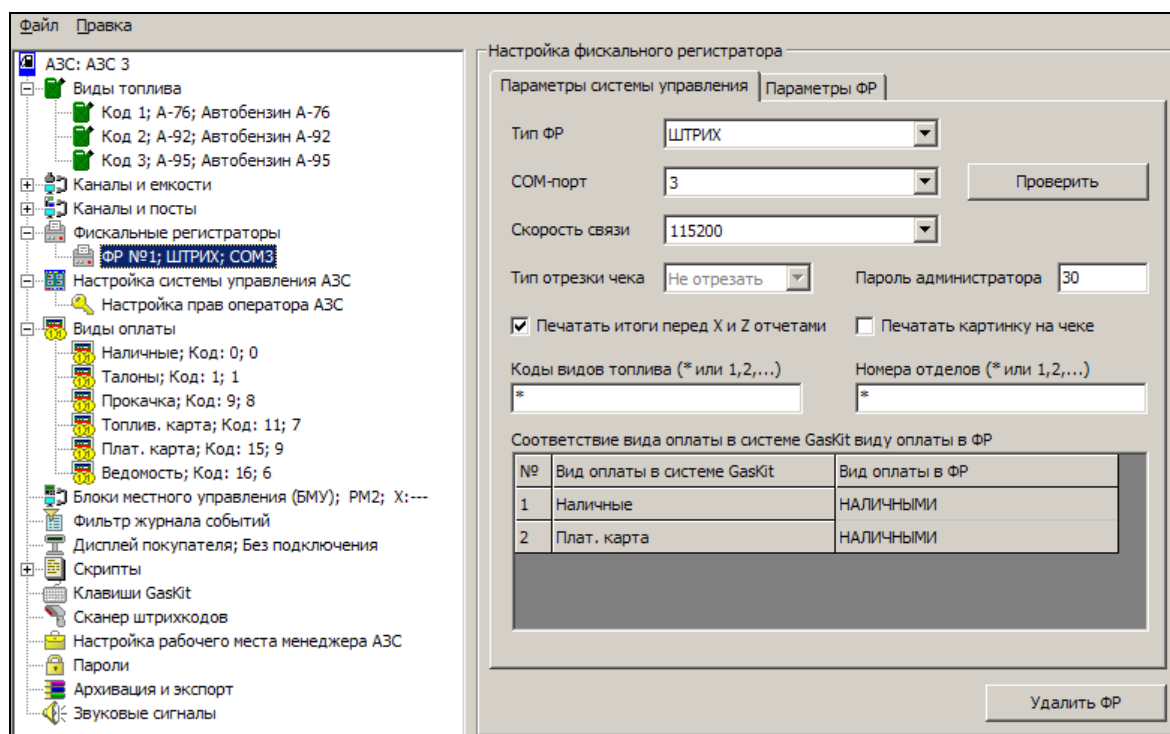 Файл Правка
АЗС: АЗС 3
Виды топлива
Код 1; А-76; Автобензин А-76
Код 2; А-92; Автобензин А-92
Код 3; А-95; Автобензин А-95
Каналы и емкости
Каналы и посты
Фискальные регистраторы
ФР №1; ШТРИХ; COM3
Настройка системы управления АЗС
Настройка прав оператора АЗС
Виды оплаты
Наличные; Код: 0; 0
Талоны; Код: 1; 1
Прокачка; Код: 9; 8
Топлив. карта; Код: 11; 7
Плат. карта; Код: 15; 9
Ведомость; Код: 16; 6
Блоки местного управления (БМУ); РМ2; X:---
Фильтр журнала событий
Дисплей покупателя; Без подключения
Скрипты
Клавиши GasKit
Сканер штрихкодов
Настройка рабочего места менеджера АЗС
Пароли
Архивация и экспорт
Звуковые сигналы
Настройка фискального регистратора
Параметры системы управления Параметры ФР
Тип ФР ШТРИХ
COM-порт 3 Проверить
Скорость связи 115200
Тип отрезки чека Не отрезать Пароль администратора 30
Печатать итоги перед X и Z отчетами Печатать картинку на чеке
Коды видов топлива (* или 1,2,...) Номера отделов (* или 1,2,...)
* *
Соответствие вида оплаты в системе GasKit виду оплаты в ФР
№ Вид оплаты в системе GasKit Вид оплаты в ФР
1 Наличные НАЛИЧНЫМИ
2 Плат. карта НАЛИЧНЫМИ
Удалить ФР